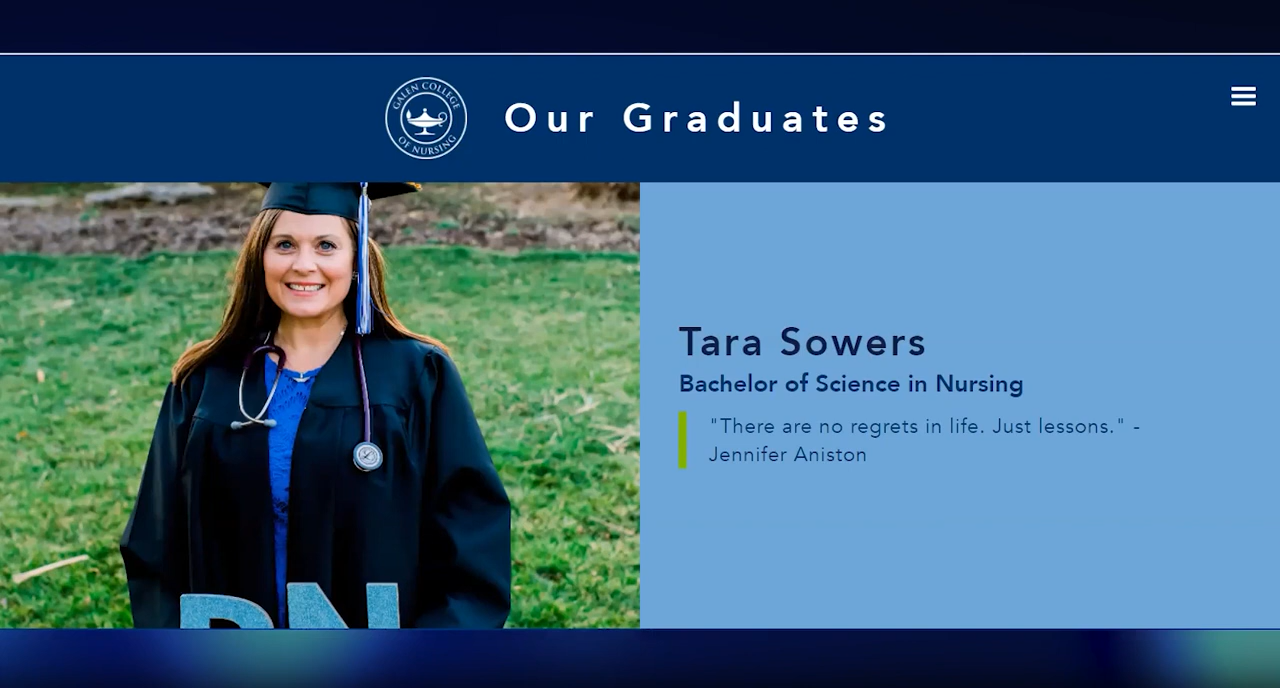 GALEN COLLEGE
OF NURSING
Our Graduates
Tara Sowers
Bachelor of Science in Nursing
"There are no regrets in life. Just lessons." -
Jennifer Aniston
RN